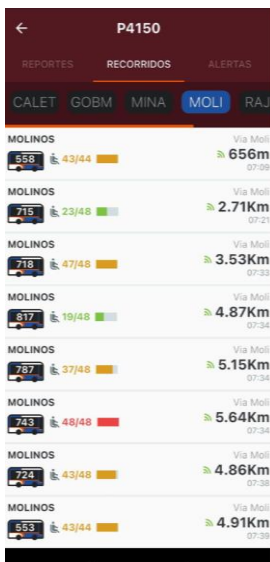 P4150
REPORTES RECORRIDOS ALERTAS
CALET GOBM MINA MOLI RAJ
MOLINOS Via Moli
558 43/44 656m
07:09
MOLINOS Via Moli
715 23/48 2.71Km
07:21
MOLINOS Via Moli
718 47/48 3.53Km
07:33
MOLINOS Via Moli
817 19/48 4.87Km
07:34
MOLINOS Via Moli
787 37/48 5.15Km
07:34
MOLINOS Via Moli
743 48/48 5.64Km
07:34
MOLINOS Via Moli
724 43/48 4.86Km
07:38
MOLINOS Via Moli
553 43/44 4.91Km
07:39